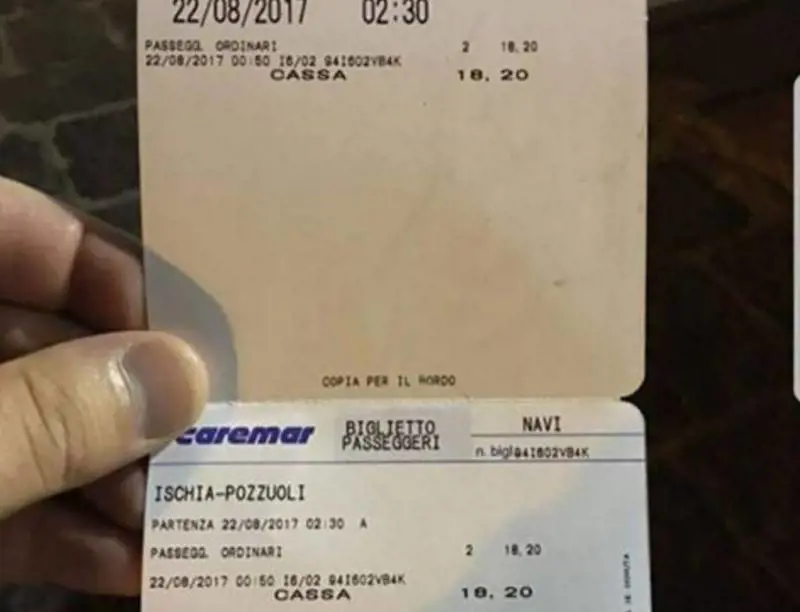 22/08/2017 02:30
PASSEGG. ORDINARI 2 18,20
22/08/2017 00:50 I6/02 94I602VB4K
CASSA 18,20
COPIA PER IL BORDO
caremar BIGLIETTO PASSEGGERI NAVI
n. bigl. 94I602VB4K
ISCHIA-POZZUOLI
PARTENZA 22/08/2017 02:30 A
PASSEGG. ORDINARI 2 18,20
22/08/2017 00:50 I6/02 94I602VB4K
CASSA 18,20